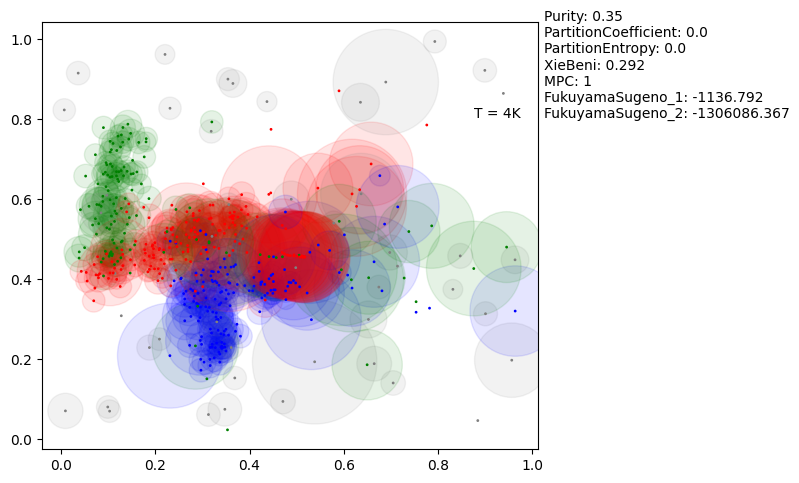 Purity: 0.35
PartitionCoefficient: 0.0
PartitionEntropy: 0.0
XieBeni: 0.292
MPC: 1
FukuyamaSugeno_1: -1136.792
FukuyamaSugeno_2: -1306086.367
T = 4K
1.0
0.8
0.6
0.4
0.2
0.0
0.0 0.2 0.4 0.6 0.8 1.0